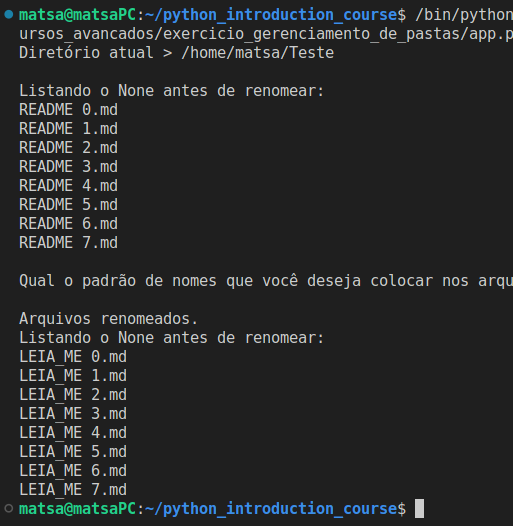 matsa@matsaPC:~/python_introduction_course$ /bin/python
ursos_avancados/exercicio_gerenciamento_de_pastas/app.p
Diretório atual > /home/matsa/Teste
Listando o None antes de renomear:
README 0.md
README 1.md
README 2.md
README 3.md
README 4.md
README 5.md
README 6.md
README 7.md
Qual o padrão de nomes que você deseja colocar nos arqu
Arquivos renomeados.
Listando o None antes de renomear:
LEIA_ME 0.md
LEIA_ME 1.md
LEIA_ME 2.md
LEIA_ME 3.md
LEIA_ME 4.md
LEIA_ME 5.md
LEIA_ME 6.md
LEIA_ME 7.md
matsa@matsaPC:~/python_introduction_course$